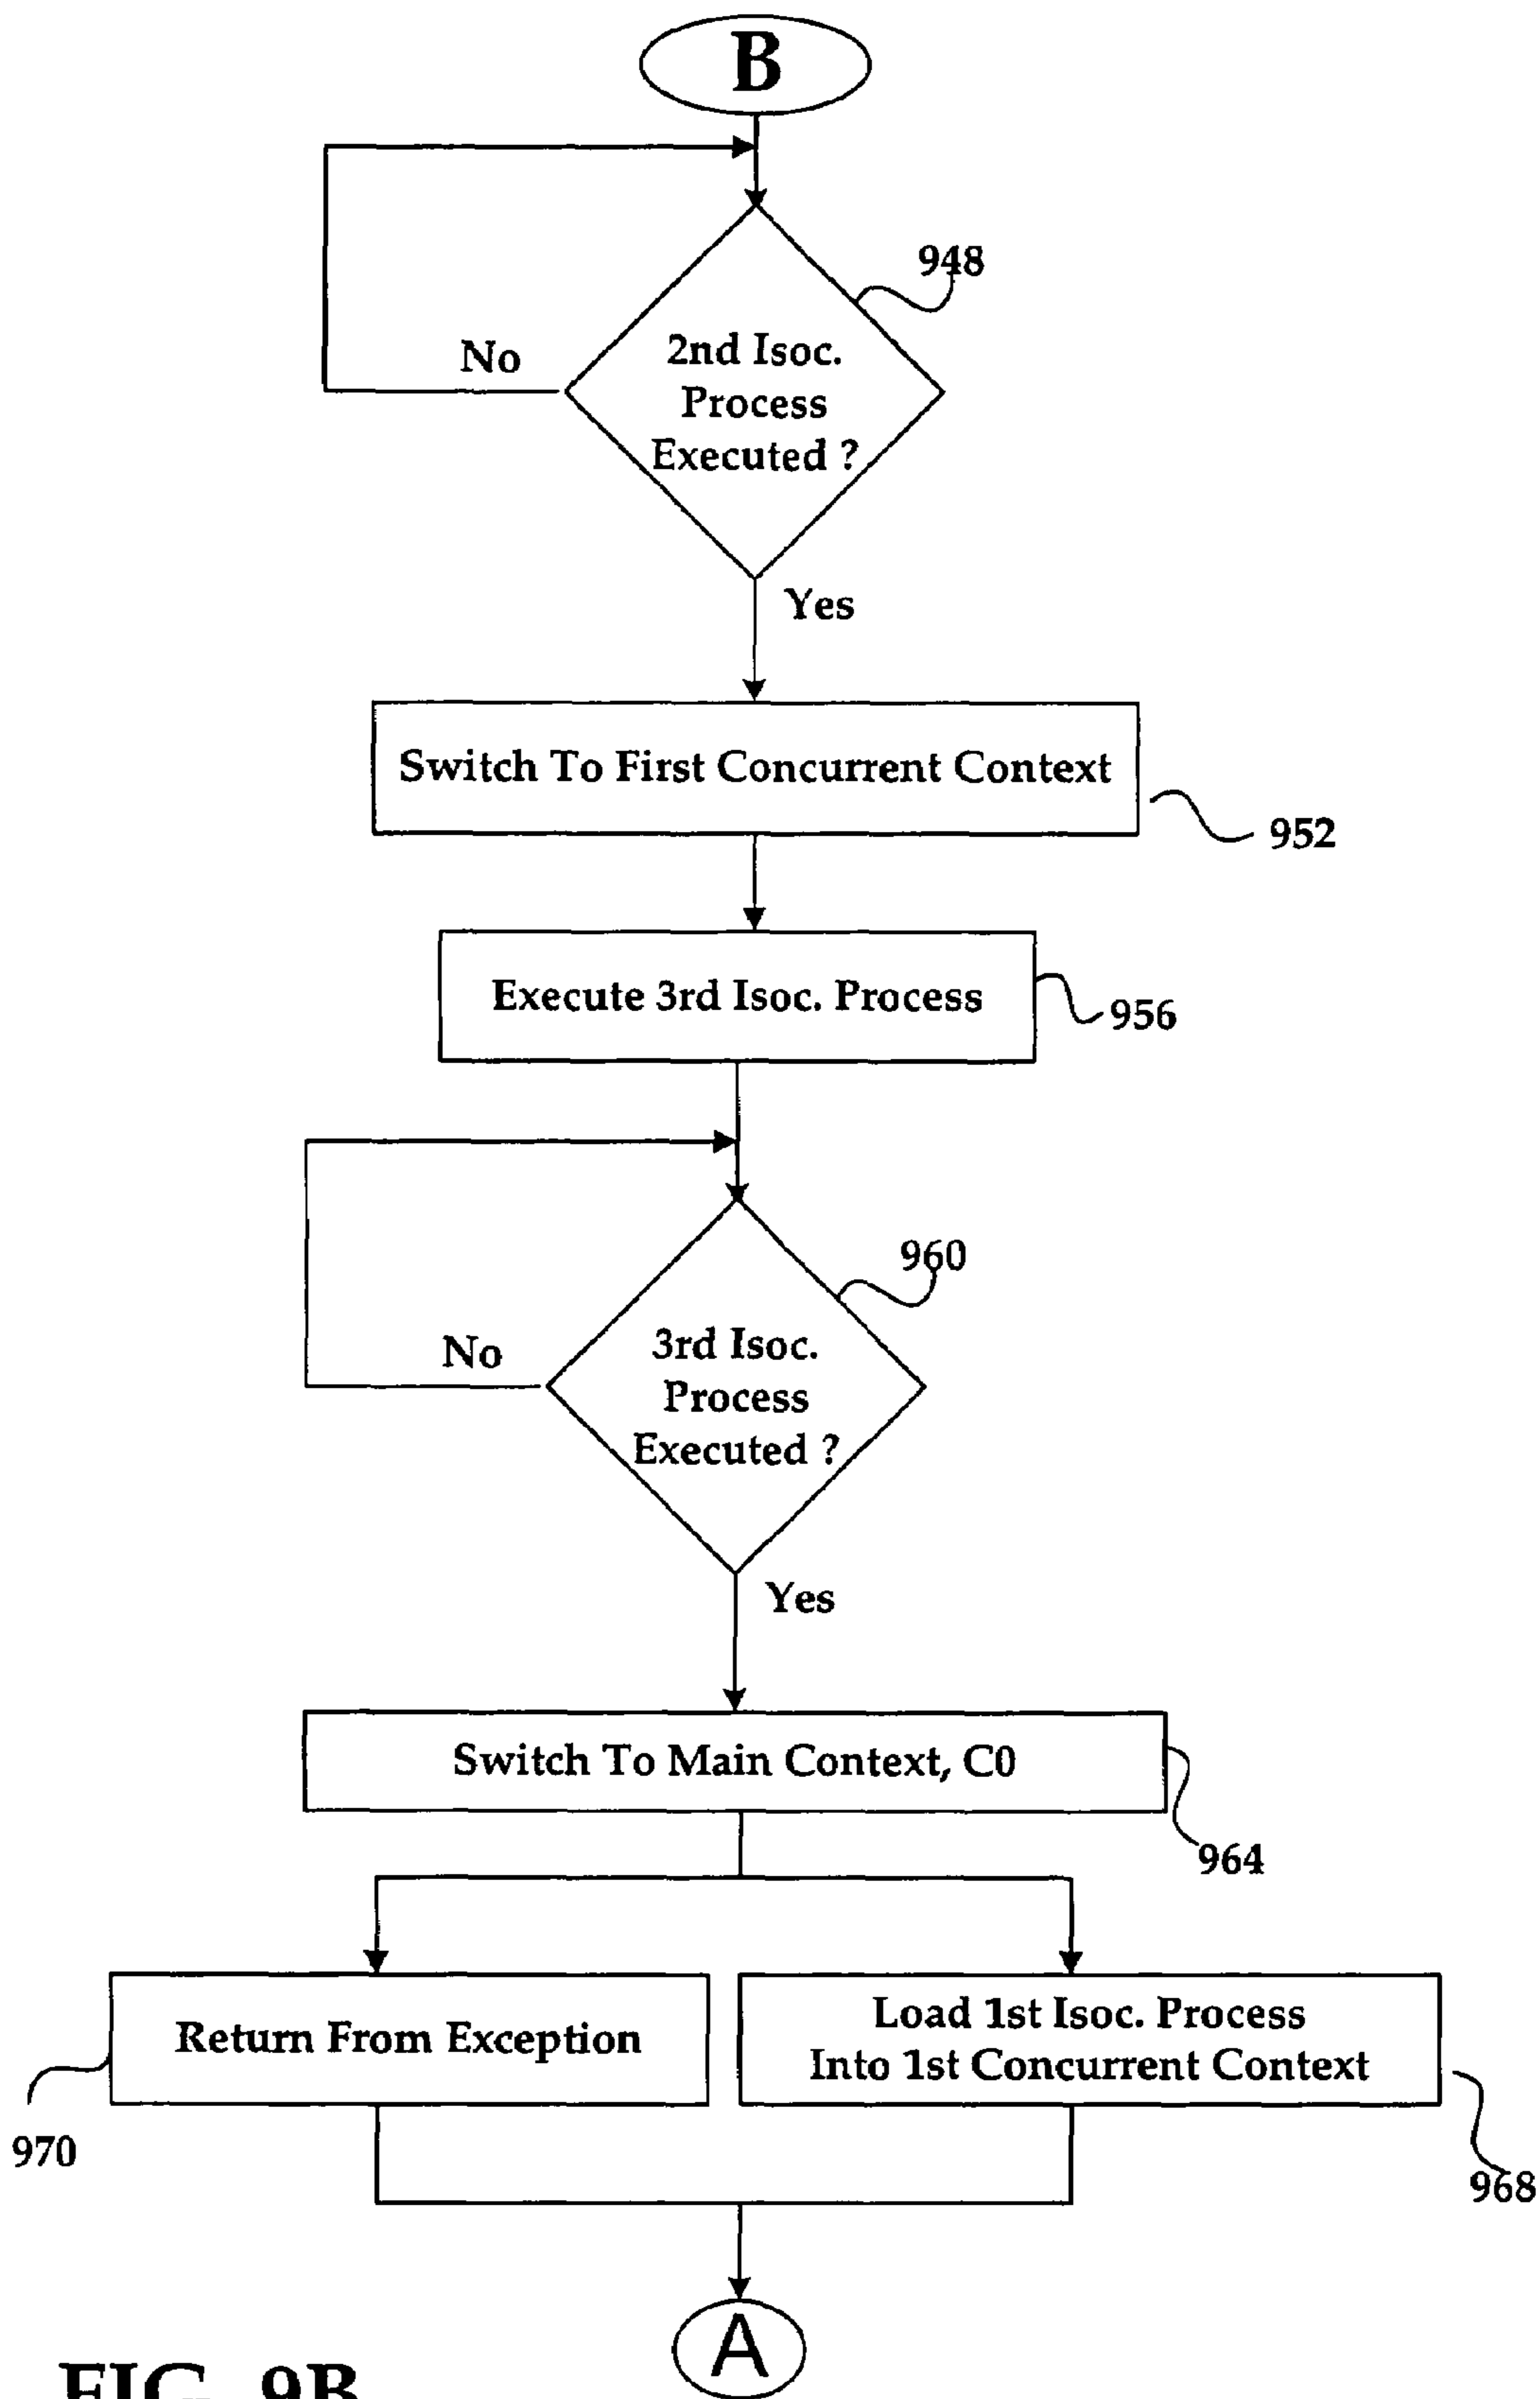 B
948
No
2nd Isoc.
Process
Executed ?
Yes
Switch To First Concurrent Context
952
Execute 3rd Isoc. Process
956
960
No
3rd Isoc.
Process
Executed ?
Yes
Switch To Main Context, C0
964
Return From Exception
Load 1st Isoc. Process
Into 1st Concurrent Context
970
968
A
FIG. 9B